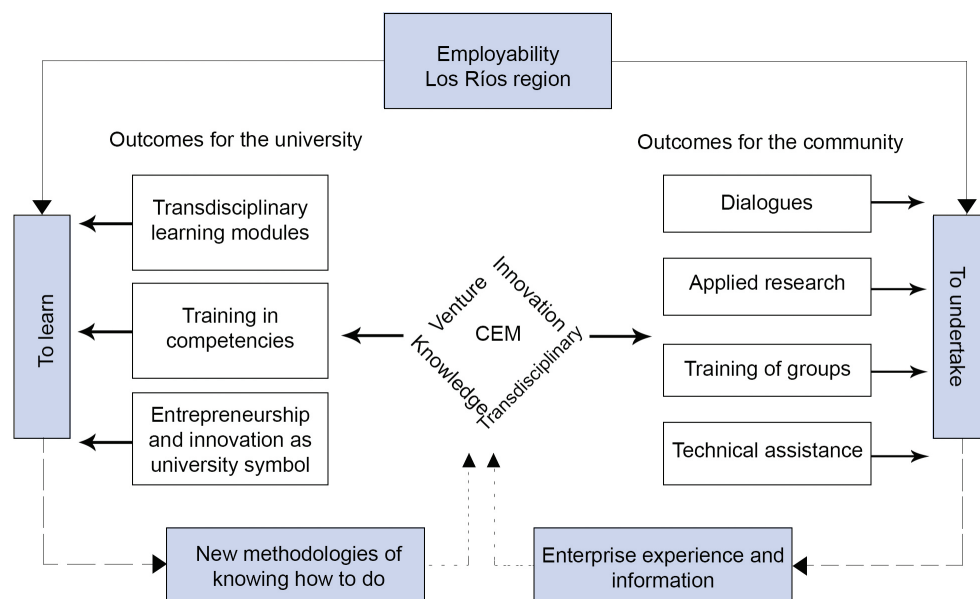 Employability
Los Ríos region
Outcomes for the university
Outcomes for the community
Transdisciplinary
learning modules
Training in
competencies
Entrepreneurship
and innovation as
university symbol
To learn
Venture
Innovation
CEM
Knowledge
Transdisciplinary
Dialogues
Applied research
Training of groups
Technical assistance
To undertake
New methodologies of
knowing how to do
Enterprise experience and
information